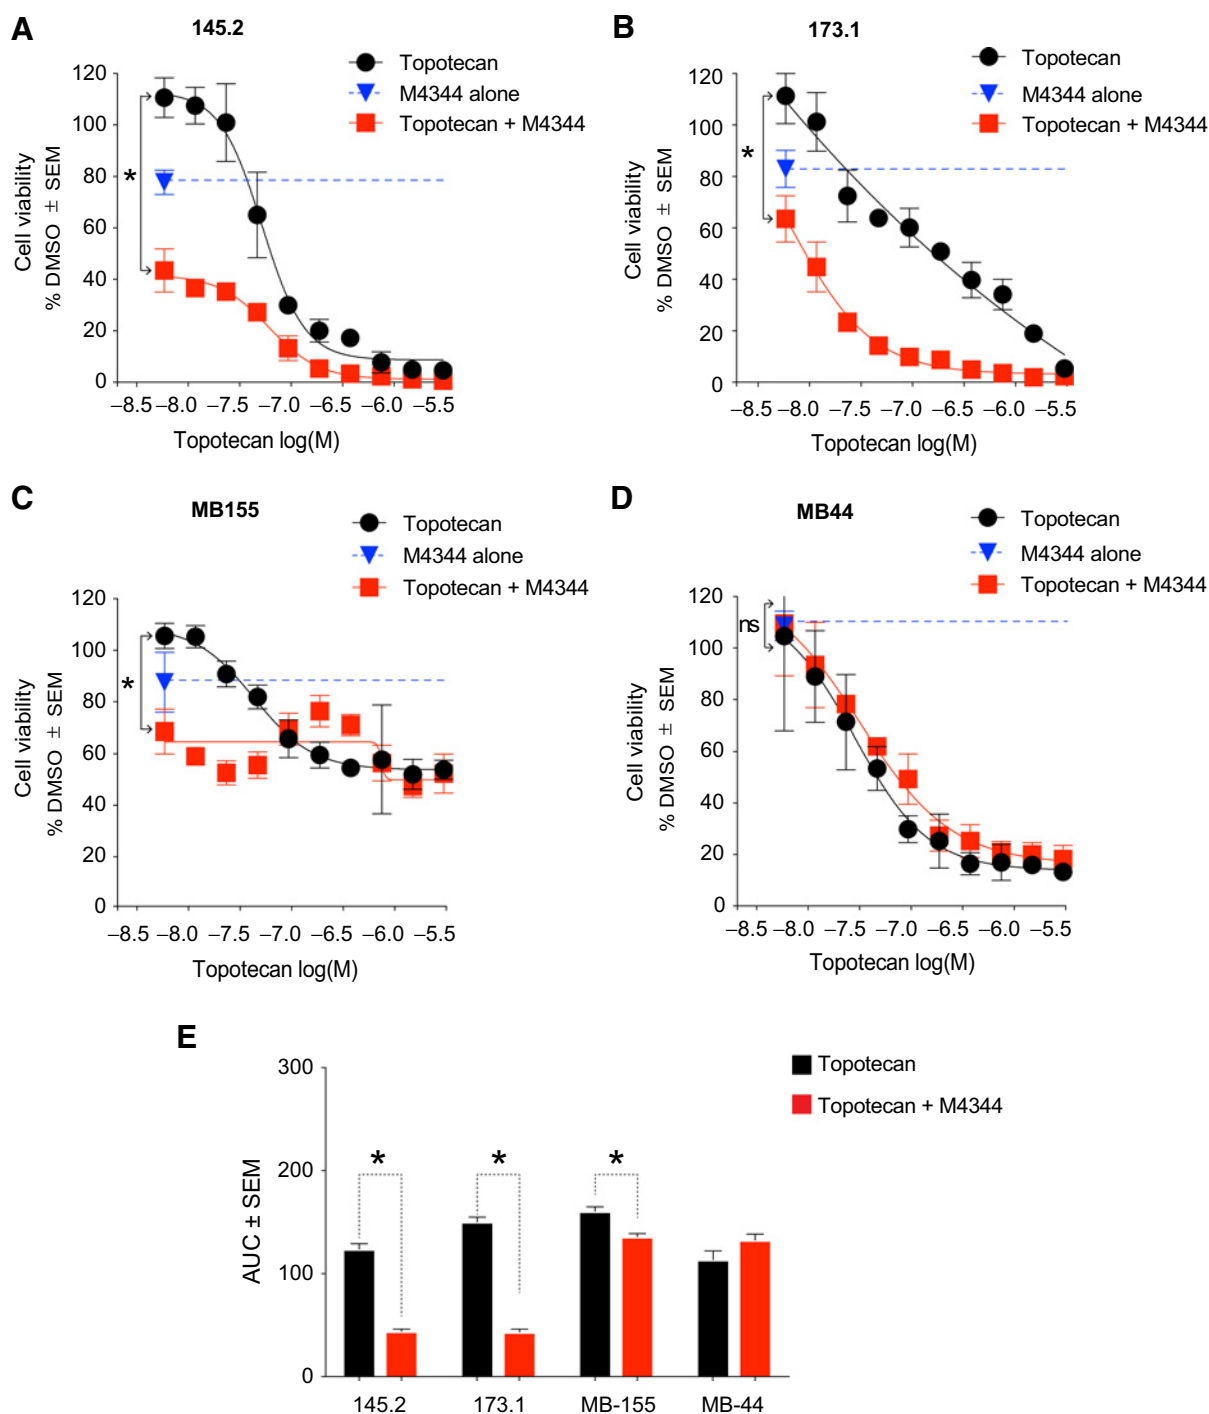 A
145.2
Topotecan
M4344 alone
Topotecan + M4344
120
100
80
60
40
20
0
*
Cell viability
% DMSO ± SEM
–8.5 –8.0 –7.5 –7.0 –6.5 –6.0 –5.5
Topotecan log(M)
B
173.1
Topotecan
M4344 alone
Topotecan + M4344
120
100
80
60
40
20
0
*
Cell viability
% DMSO ± SEM
–8.5 –8.0 –7.5 –7.0 –6.5 –6.0 –5.5
Topotecan log(M)
C
MB155
Topotecan
M4344 alone
Topotecan + M4344
120
100
80
60
40
20
0
*
Cell viability
% DMSO ± SEM
–8.5 –8.0 –7.5 –7.0 –6.5 –6.0 –5.5
Topotecan log(M)
D
MB44
Topotecan
M4344 alone
Topotecan + M4344
120
100
80
60
40
20
0
ns
Cell viability
% DMSO ± SEM
–8.5 –8.0 –7.5 –7.0 –6.5 –6.0 –5.5
Topotecan log(M)
E
Topotecan
Topotecan + M4344
300
200
100
0
AUC ± SEM
* * *
145.2 173.1 MB-155 MB-44